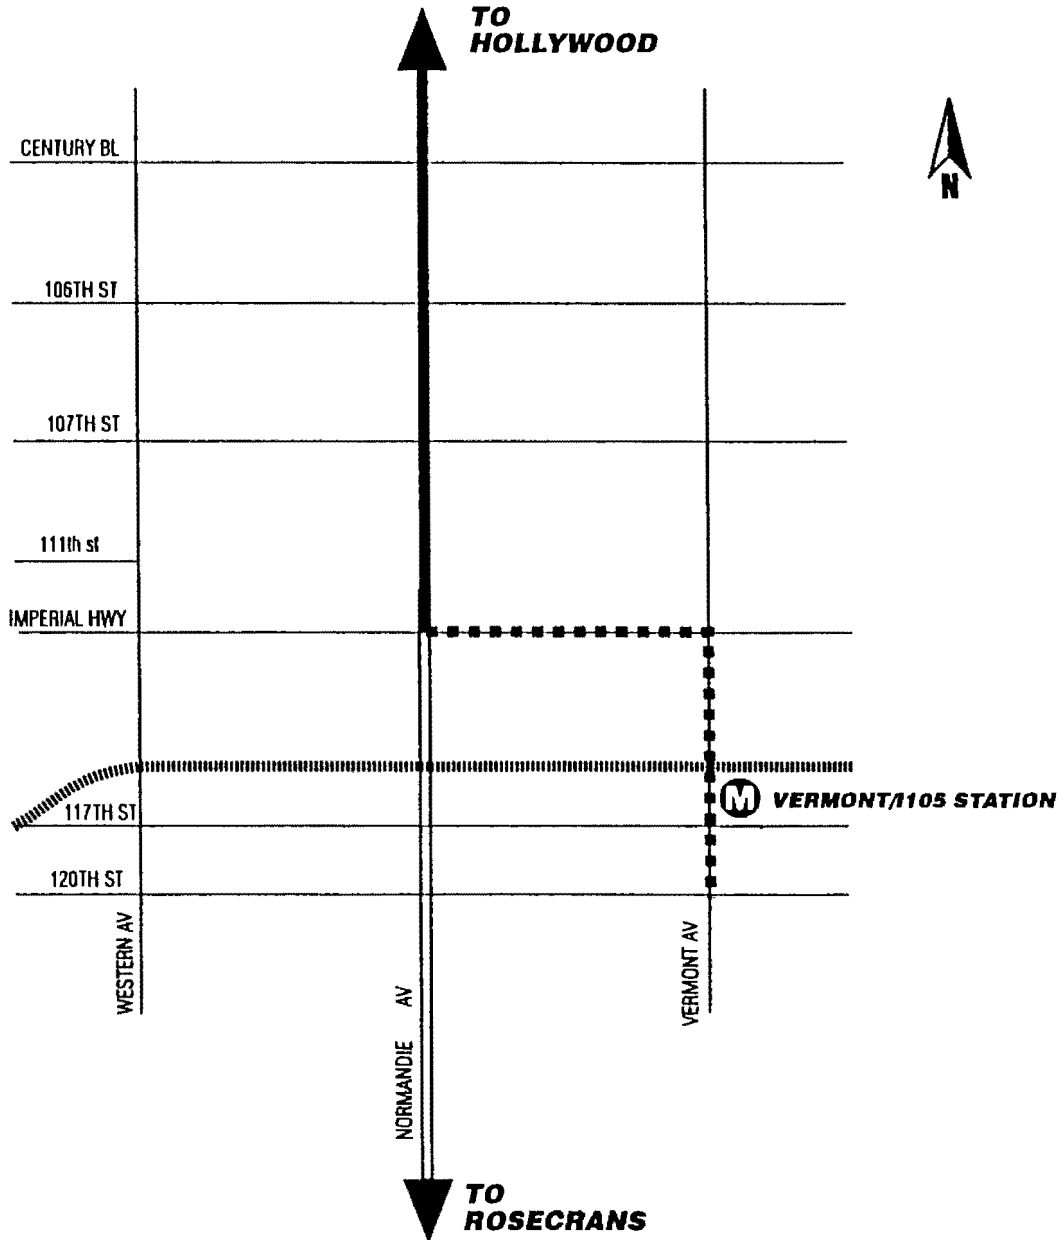 TO
HOLLYWOOD
CENTURY BL
N
106TH ST
107TH ST
111th st
IMPERIAL HWY
M VERMONT/I105 STATION
117TH ST
120TH ST
WESTERN AV
NORMANDIE AV
VERMONT AV
TO
ROSECRANS